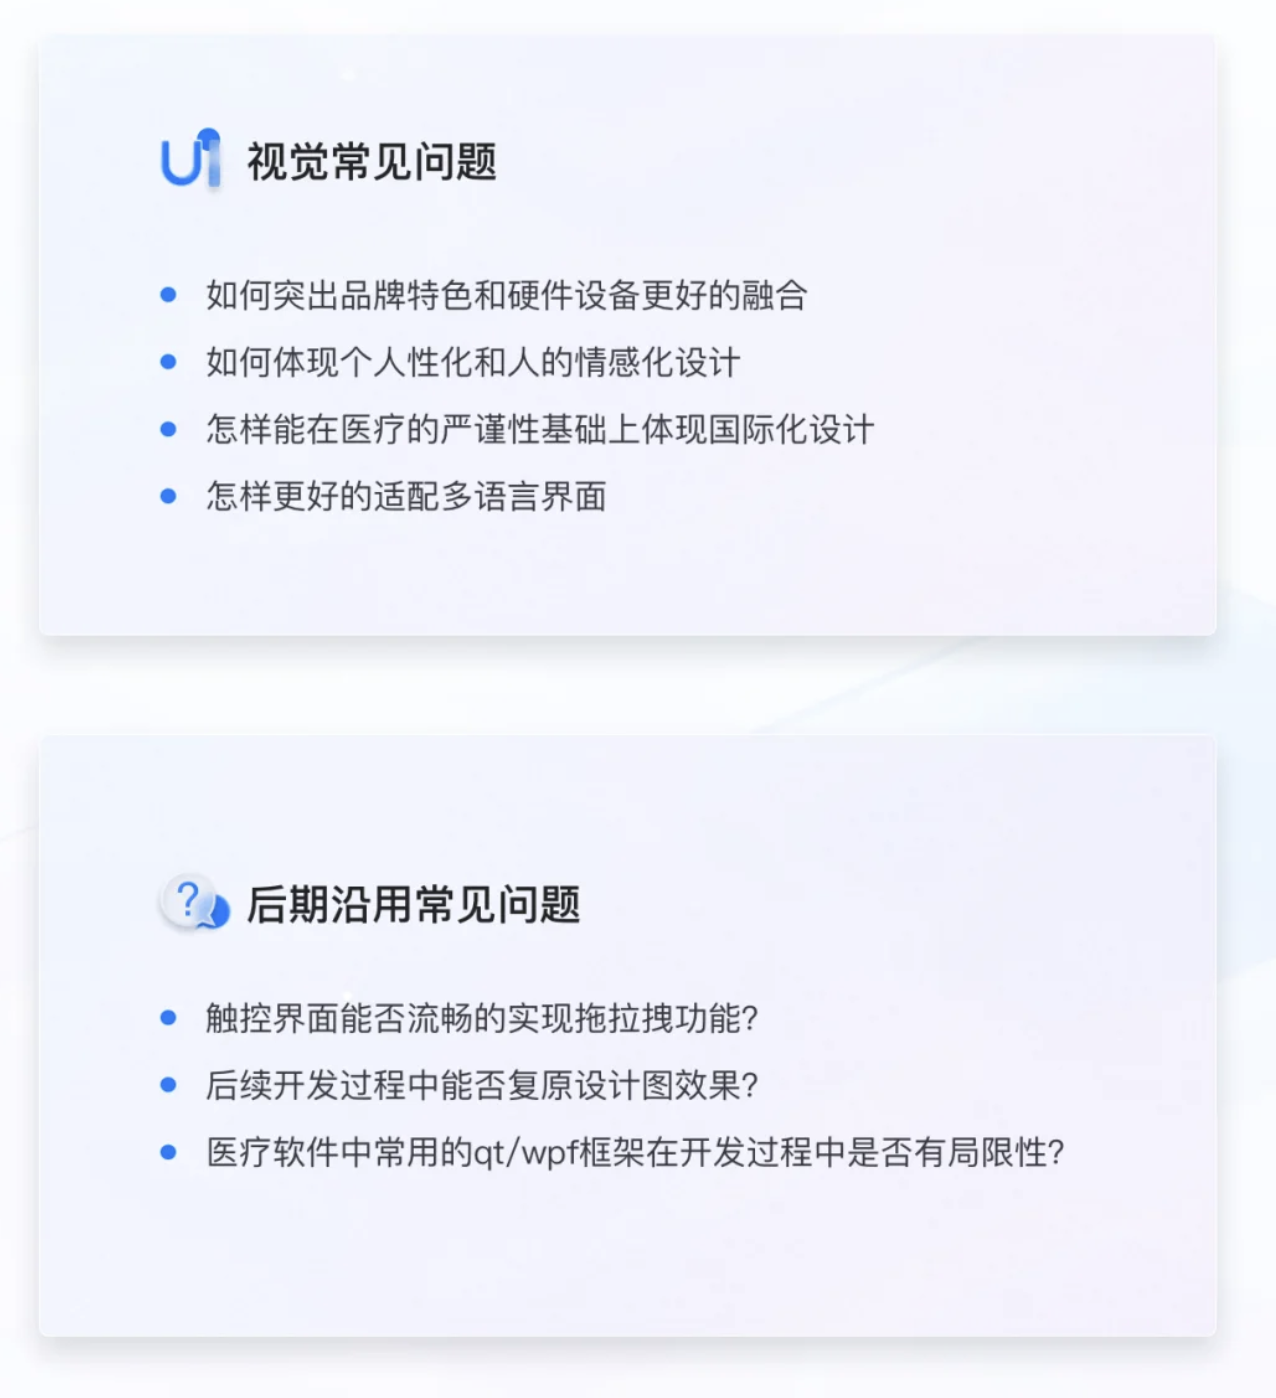 UI 视觉常见问题
如何突出品牌特色和硬件设备更好的融合
如何体现个人性化和人的情感化设计
怎样能在医疗的严谨性基础上体现国际化设计
怎样更好的适配多语言界面
? 后期沿用常见问题
触控界面能否流畅的实现拖拉拽功能?
后续开发过程中能否复原设计图效果?
医疗软件中常用的qt/wpf框架在开发过程中是否有局限性?